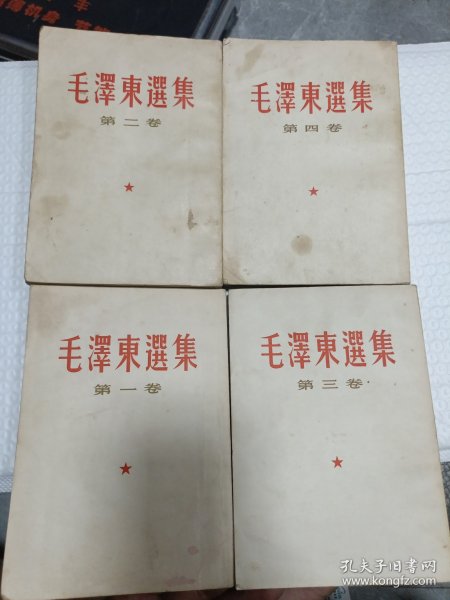 毛澤東選集
第二卷
毛澤東選集
第四卷
毛澤東選集
第一卷
毛澤東選集
第三卷
孔夫子旧书网
www.kongfz.com